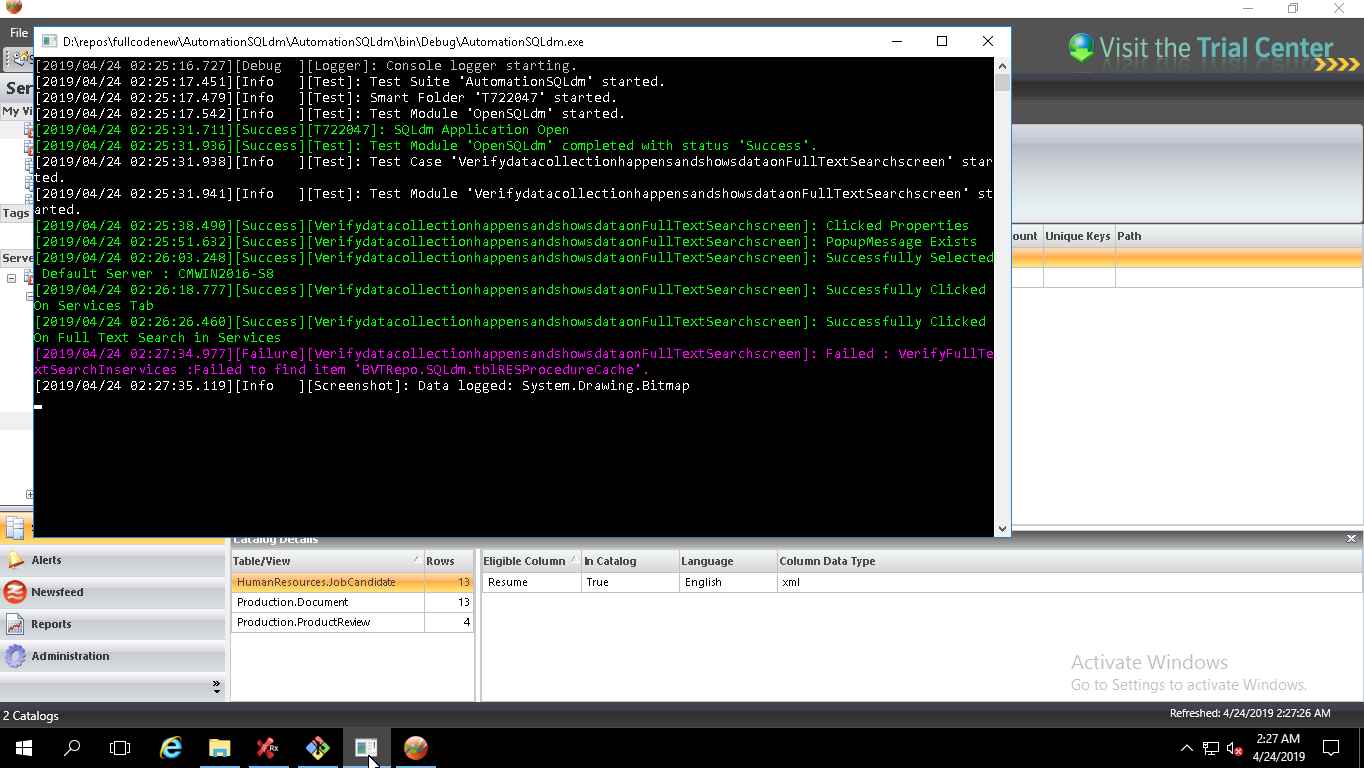 File
D:\repos\fullcodenew\AutomationSQLdm\AutomationSQLdm\bin\Debug\AutomationSQLdm.exe
Visit the Trial Center
Ser
My Vi
Tags
Serve
[2019/04/24 02:25:16.727][Debug  ][Logger]: Console logger starting.
[2019/04/24 02:25:17.451][Info   ][Test]: Test Suite 'AutomationSQLdm' started.
[2019/04/24 02:25:17.479][Info   ][Test]: Smart Folder 'T722047' started.
[2019/04/24 02:25:17.542][Info   ][Test]: Test Module 'OpenSQLdm' started.
[2019/04/24 02:25:31.711][Success][T722047]: SQLdm Application Open
[2019/04/24 02:25:31.936][Success][Test]: Test Module 'OpenSQLdm' completed with status 'Success'.
[2019/04/24 02:25:31.938][Info   ][Test]: Test Case 'VerifydatacollectionhappensandshowsdataonFullTextSearchscreen' star
ted.
[2019/04/24 02:25:31.941][Info   ][Test]: Test Module 'VerifydatacollectionhappensandshowsdataonFullTextSearchscreen' st
arted.
[2019/04/24 02:25:38.490][Success][VerifydatacollectionhappensandshowsdataonFullTextSearchscreen]: Clicked Properties
[2019/04/24 02:25:51.632][Success][VerifydatacollectionhappensandshowsdataonFullTextSearchscreen]: PopupMessage Exists
[2019/04/24 02:26:03.248][Success][VerifydatacollectionhappensandshowsdataonFullTextSearchscreen]: Successfully Selected
 Default Server : CMWIN2016-S8
[2019/04/24 02:26:18.777][Success][VerifydatacollectionhappensandshowsdataonFullTextSearchscreen]: Successfully Clicked
On Services Tab
[2019/04/24 02:26:26.460][Success][VerifydatacollectionhappensandshowsdataonFullTextSearchscreen]: Successfully Clicked
On Full Text Search in Services
[2019/04/24 02:27:34.977][Failure][VerifydatacollectionhappensandshowsdataonFullTextSearchscreen]: Failed : VerifyFullTe
xtSearchInservices :Failed to find item 'BVTRepo.SQLdm.tblRESProcedureCache'.
[2019/04/24 02:27:35.119][Info   ][Screenshot]: Data logged: System.Drawing.Bitmap
ount Unique Keys Path
Alerts
Newsfeed
Reports
Administration
Catalog Details
Table/View Rows
HumanResources.JobCandidate 13
Production.Document 13
Production.ProductReview 4
Eligible Column In Catalog Language Column Data Type
Resume True English xml
Activate Windows
Go to Settings to activate Windows.
2 Catalogs
Refreshed: 4/24/2019 2:27:26 AM
Rx
2:27 AM
4/24/2019